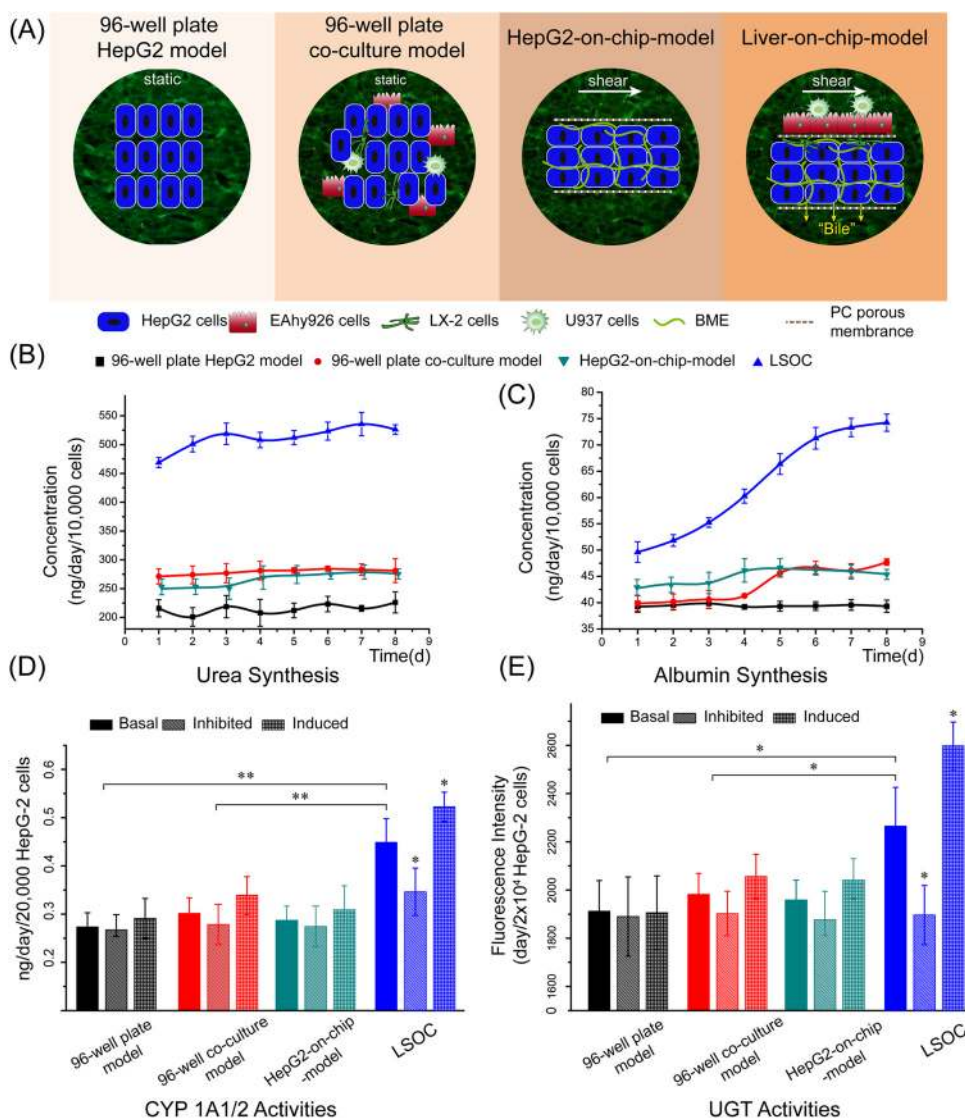 (A)
96-well plate
HepG2 model
static
96-well plate
co-culture model
static
HepG2-on-chip-model
shear
Liver-on-chip-model
shear
"Bile"
HepG2 cells
EAhy926 cells
LX-2 cells
U937 cells
BME
PC porous
membrance
96-well plate HepG2 model
96-well plate co-culture model
HepG2-on-chip-model
LSOC
(B)
Concentration
(ng/day/10,000 cells)
550
500
450
300
250
200
0 1 2 3 4 5 6 7 8 9
Time(d)
Urea Synthesis
(C)
Concentration
(ng/day/10,000 cells)
80
75
70
65
60
55
50
45
40
35
0 1 2 3 4 5 6 7 8 9
Time(d)
Albumin Synthesis
(D)
Basal Inhibited Induced
ng/day/20,000 HepG-2 cells
0.6
0.5
0.4
0.3
0.2
**
**
*
*
96-well plate
model
96-well co-culture
model
HepG2-on-chip
-model
LSOC
CYP 1A1/2 Activities
(E)
Basal Inhibited Induced
Fluorescence Intensity
(day/2x10⁴ HepG-2 cells)
2600
2400
2200
2000
1800
1600
0
*
*
*
*
96-well plate
model
96-well co-culture
model
HepG2-on-chip
-model
LSOC
UGT Activities